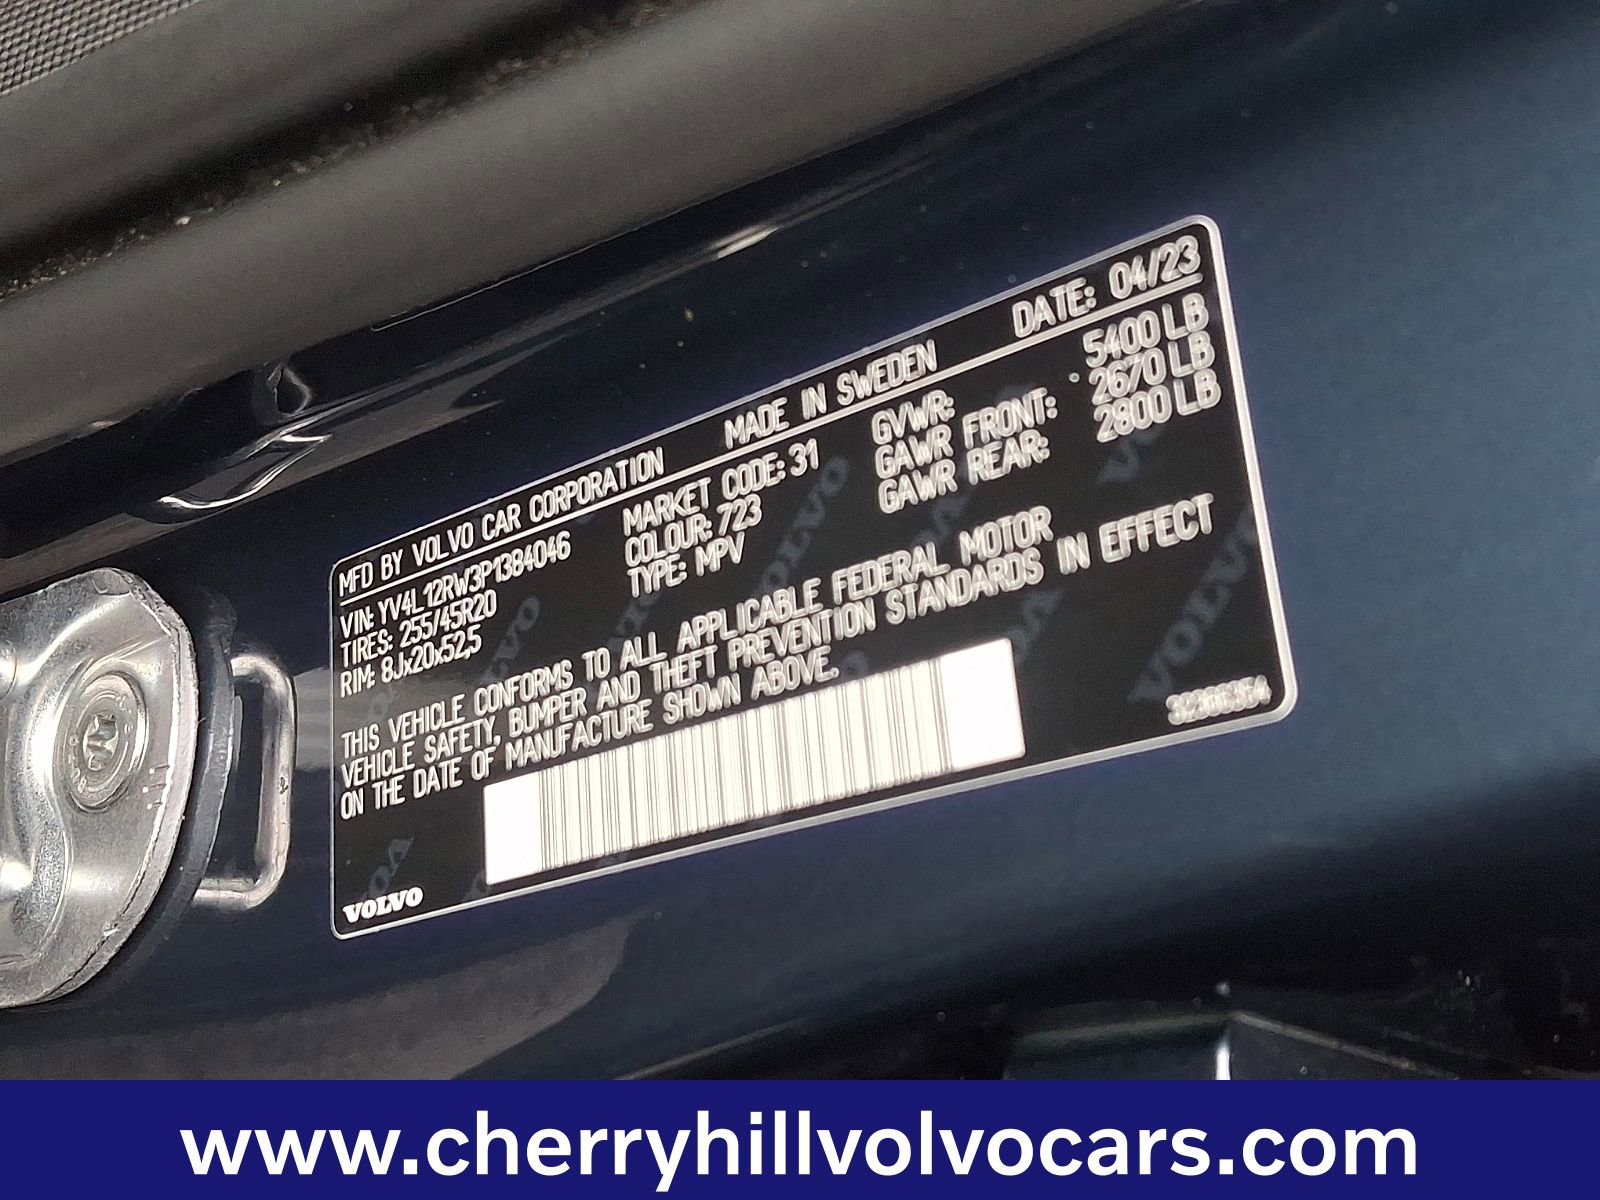 MFD BY VOLVO CAR CORPORATION MADE IN SWEDEN DATE: 04/23
VIN: YV4L12RW3P1384046 MARKET CODE: 31 GVWR: 5400 LB
TIRES: 255/45R20 COLOUR: 723 GAWR FRONT: 2670 LB
RIM: 8Jx20x52,5 TYPE: MPV GAWR REAR: 2800 LB
THIS VEHICLE CONFORMS TO ALL APPLICABLE FEDERAL MOTOR
VEHICLE SAFETY, BUMPER AND THEFT PREVENTION STANDARDS IN EFFECT
ON THE DATE OF MANUFACTURE SHOWN ABOVE.
VOLVO
www.cherryhillvolvocars.com